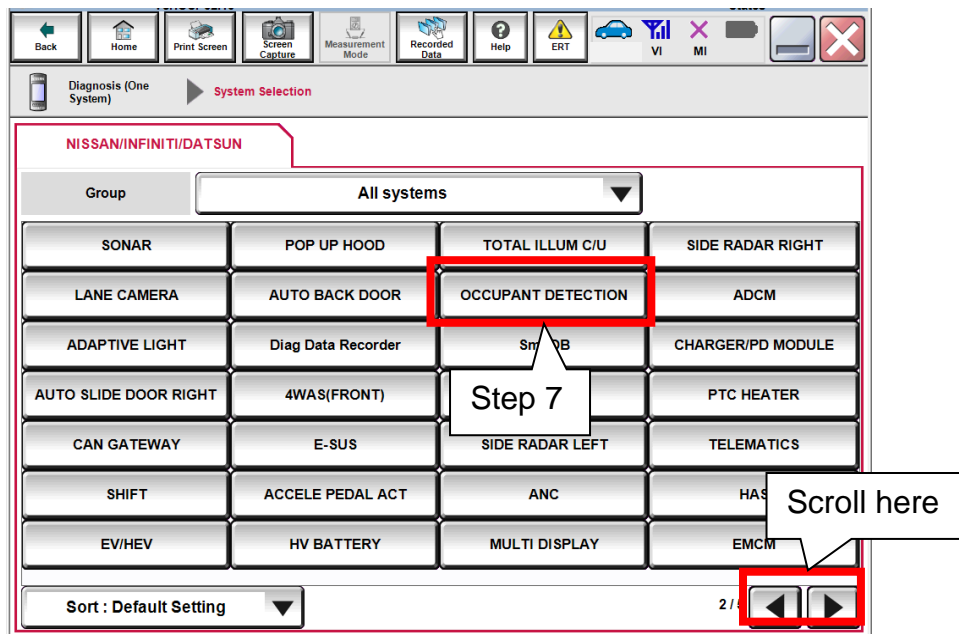 Back
Home
Print Screen
Screen
Capture
Measurement
Mode
Recorded
Data
Help
ERT
VI
MI
Diagnosis (One
System)
System Selection
NISSAN/INFINITI/DATSUN
Group
All systems
SONAR
POP UP HOOD
TOTAL ILLUM C/U
SIDE RADAR RIGHT
LANE CAMERA
AUTO BACK DOOR
OCCUPANT DETECTION
ADCM
ADAPTIVE LIGHT
Diag Data Recorder
CHARGER/PD MODULE
AUTO SLIDE DOOR RIGHT
4WAS(FRONT)
Step 7
PTC HEATER
CAN GATEWAY
E-SUS
SIDE RADAR LEFT
TELEMATICS
SHIFT
ACCELE PEDAL ACT
ANC
Scroll here
EV/HEV
HV BATTERY
MULTI DISPLAY
EMCM
Sort : Default Setting
2/